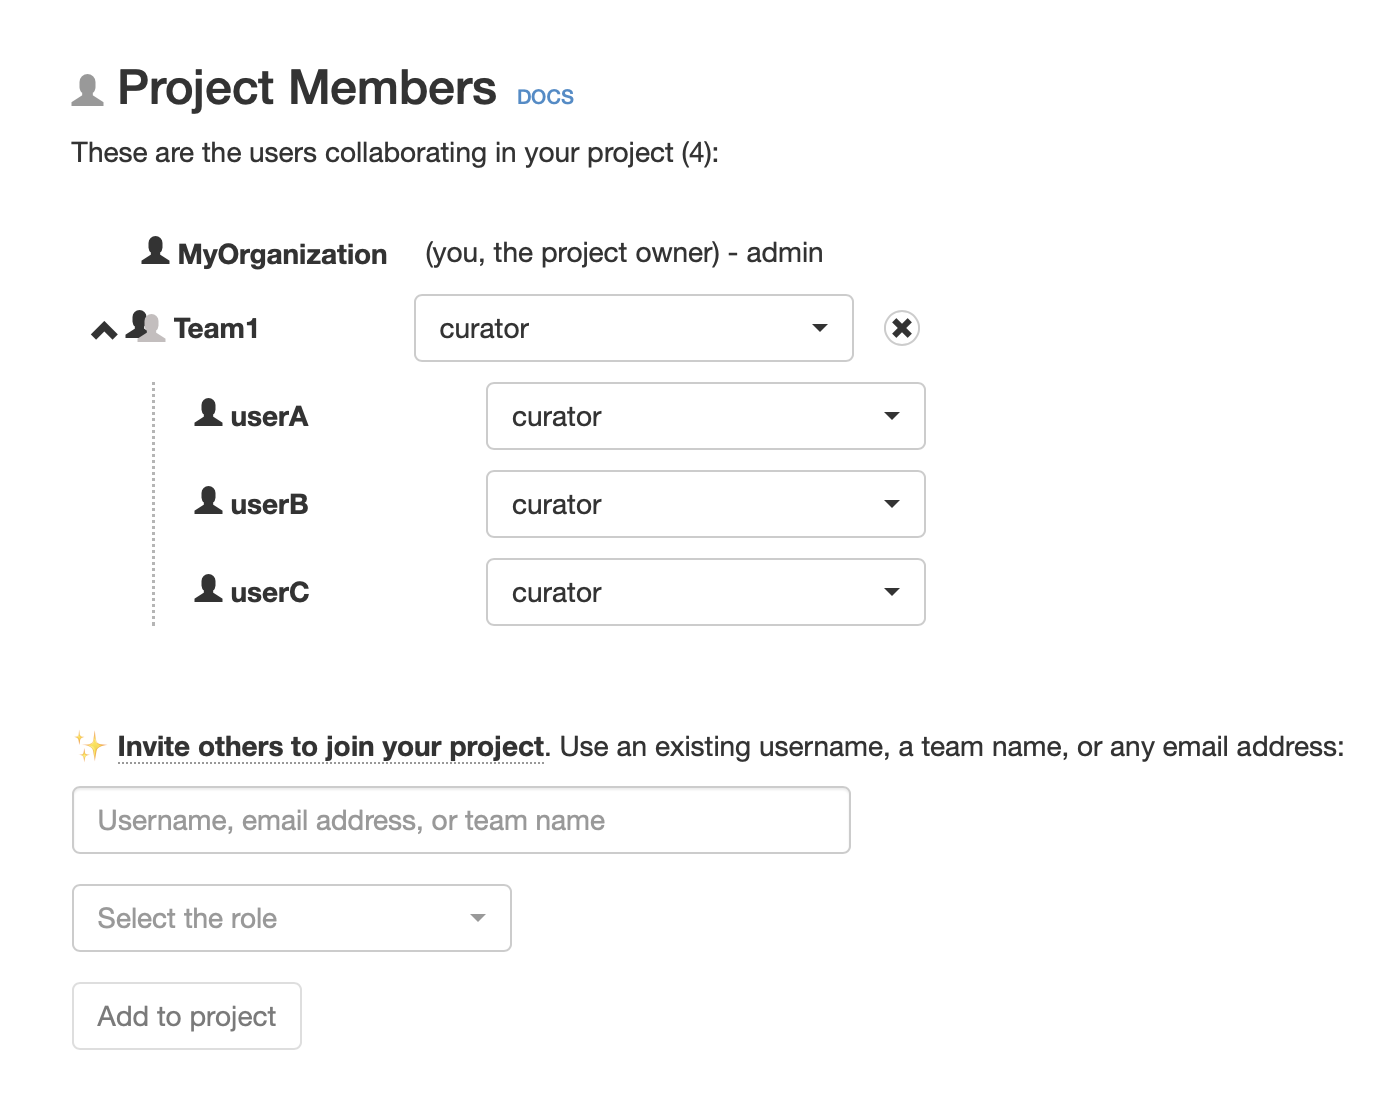 Project Members DOCS
These are the users collaborating in your project (4):
MyOrganization (you, the project owner) - admin
Team1 curator
userA curator
userB curator
userC curator
✨ Invite others to join your project. Use an existing username, a team name, or any email address:
Username, email address, or team name
Select the role
Add to project